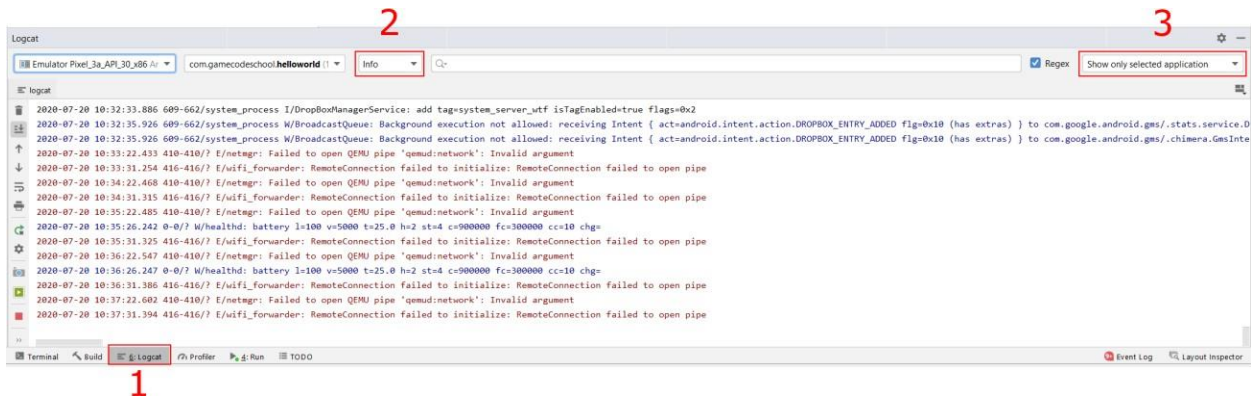 2
3
Logcat
Emulator Pixel_3a_API_30_x86 Ar
com.gamecodeschool.helloworld (1
Info
Regex
Show only selected application
logcat
2020-07-20 10:32:33.886 609-662/system_process I/DropBoxManagerService: add tag=system_server_wtf isTagEnabled=true flags=0x2
2020-07-20 10:32:35.926 609-662/system_process W/BroadcastQueue: Background execution not allowed: receiving Intent { act=android.intent.action.DROPBOX_ENTRY_ADDED flg=0x10 (has extras) } to com.google.android.gms/.stats.service.D
2020-07-20 10:32:35.926 609-662/system_process W/BroadcastQueue: Background execution not allowed: receiving Intent { act=android.intent.action.DROPBOX_ENTRY_ADDED flg=0x10 (has extras) } to com.google.android.gms/.chimera.GmsInte
2020-07-20 10:33:22.433 410-410/? E/netmgr: Failed to open QEMU pipe 'qemud:network': Invalid argument
2020-07-20 10:33:31.254 416-416/? E/wifi_forwarder: RemoteConnection failed to initialize: RemoteConnection failed to open pipe
2020-07-20 10:34:22.468 410-410/? E/netmgr: Failed to open QEMU pipe 'qemud:network': Invalid argument
2020-07-20 10:34:31.315 416-416/? E/wifi_forwarder: RemoteConnection failed to initialize: RemoteConnection failed to open pipe
2020-07-20 10:35:22.485 410-410/? E/netmgr: Failed to open QEMU pipe 'qemud:network': Invalid argument
2020-07-20 10:35:26.242 0-0/? W/healthd: battery l=100 v=5000 t=25.0 h=2 st=4 c=900000 fc=300000 cc=10 chg=
2020-07-20 10:35:31.325 416-416/? E/wifi_forwarder: RemoteConnection failed to initialize: RemoteConnection failed to open pipe
2020-07-20 10:36:22.547 410-410/? E/netmgr: Failed to open QEMU pipe 'qemud:network': Invalid argument
2020-07-20 10:36:26.247 0-0/? W/healthd: battery l=100 v=5000 t=25.0 h=2 st=4 c=900000 fc=300000 cc=10 chg=
2020-07-20 10:36:31.386 416-416/? E/wifi_forwarder: RemoteConnection failed to initialize: RemoteConnection failed to open pipe
2020-07-20 10:37:22.602 410-410/? E/netmgr: Failed to open QEMU pipe 'qemud:network': Invalid argument
2020-07-20 10:37:31.394 416-416/? E/wifi_forwarder: RemoteConnection failed to initialize: RemoteConnection failed to open pipe
Terminal Build 6: Logcat Profiler 4: Run TODO Event Log Layout Inspector
1